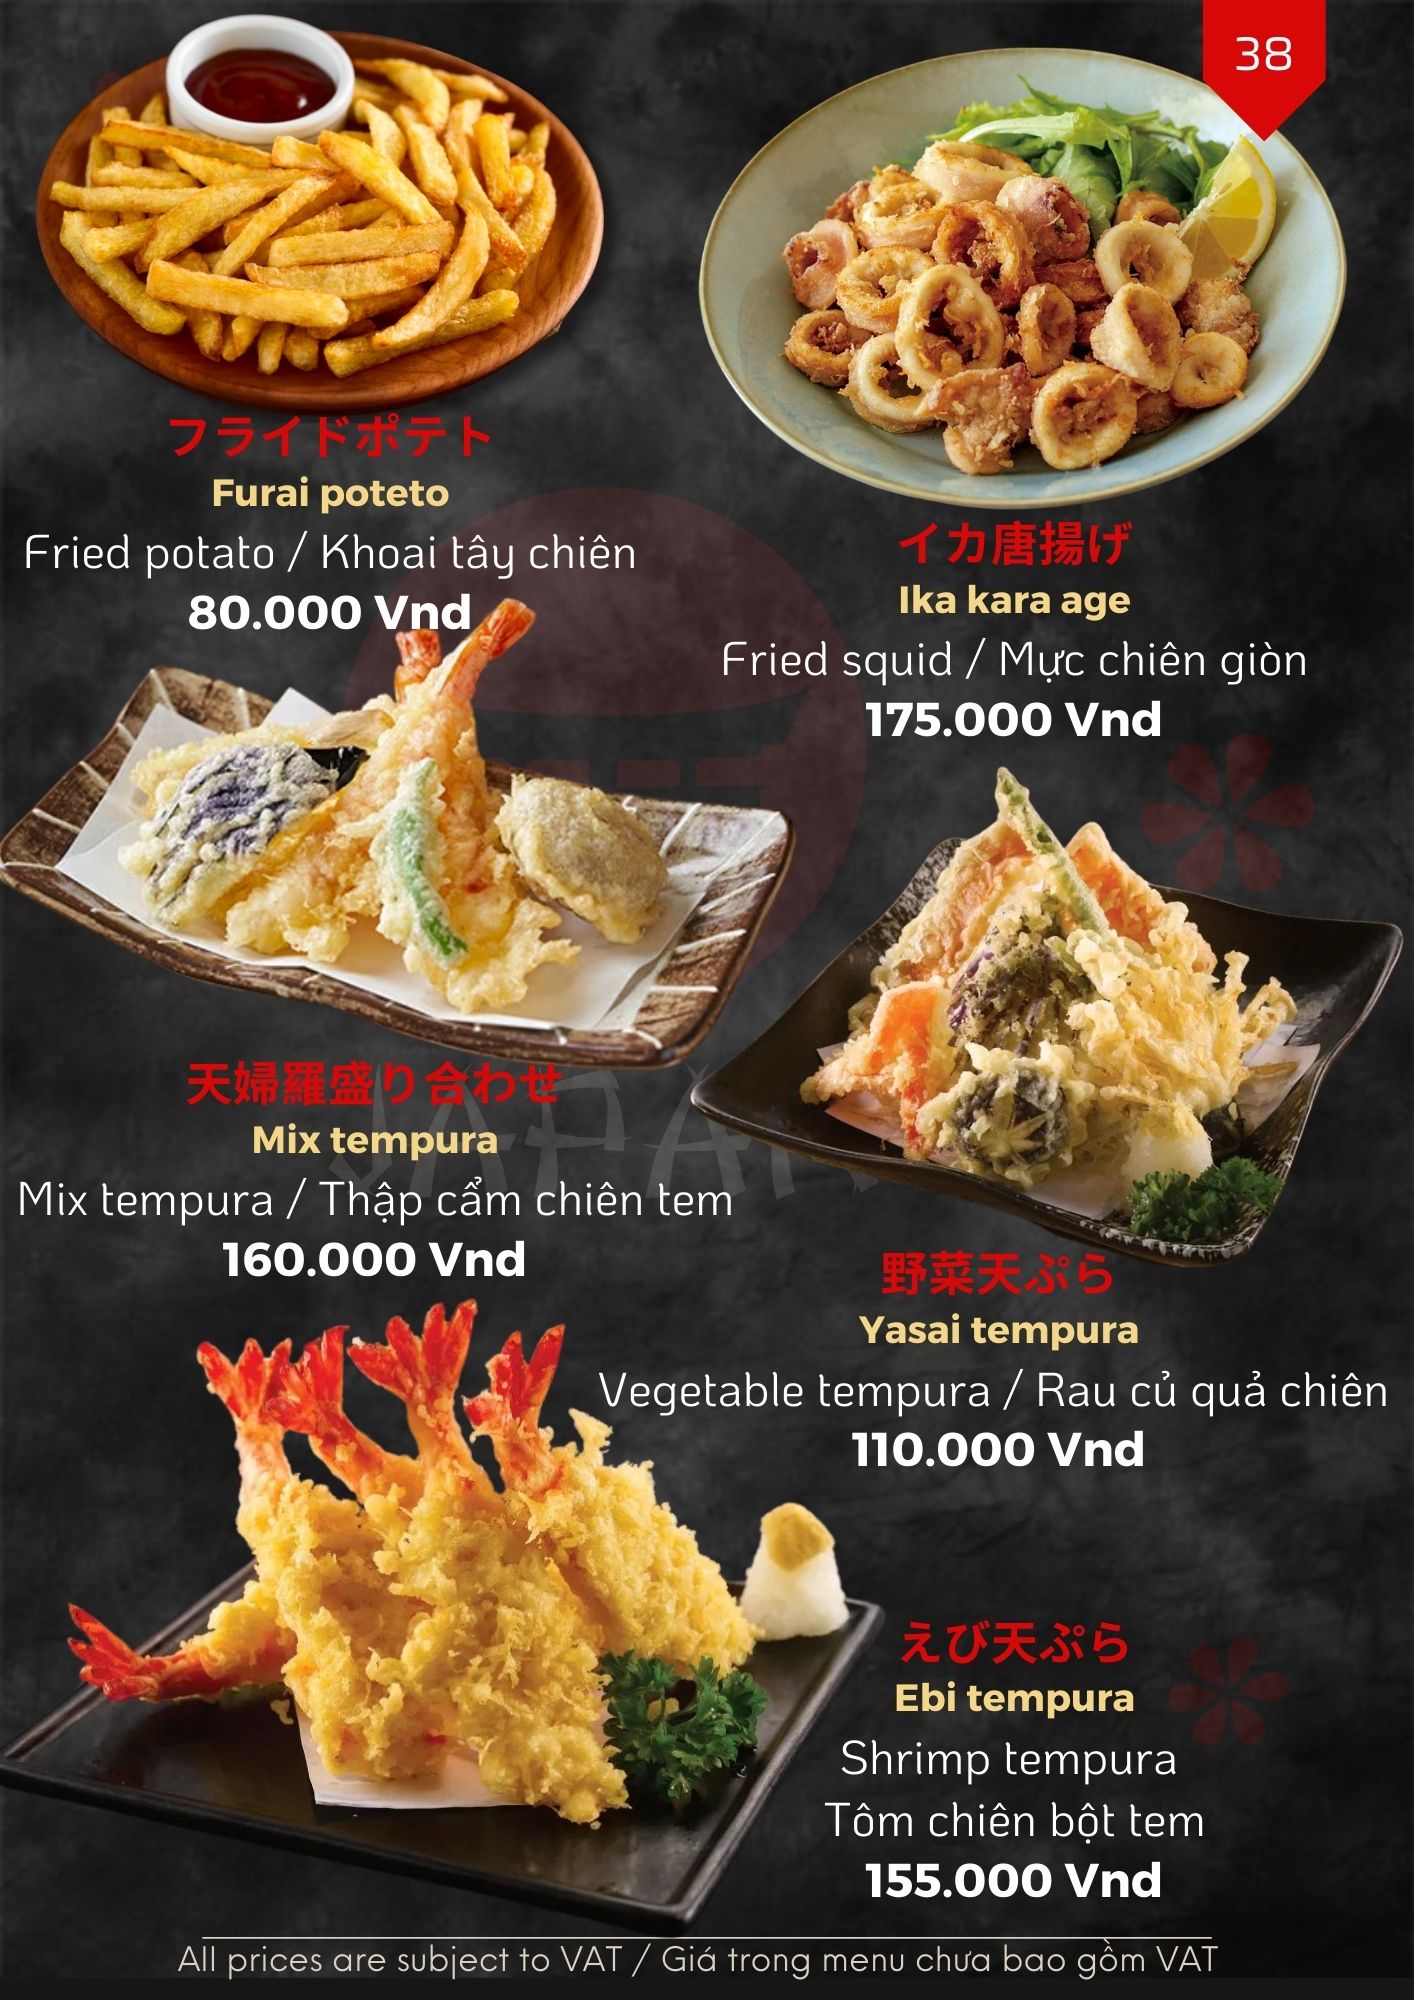 38
フライドポテト
Furai poteto
Fried potato / Khoai tây chiên
80.000 Vnd
イカ唐揚げ
Ika kara age
Fried squid / Mực chiên giòn
175.000 Vnd
天婦羅盛り合わせ
Mix tempura
Mix tempura / Thập cẩm chiên tem
160.000 Vnd
野菜天ぷら
Yasai tempura
Vegetable tempura / Rau củ quả chiên
110.000 Vnd
えび天ぷら
Ebi tempura
Shrimp tempura
Tôm chiên bột tem
155.000 Vnd
All prices are subject to VAT / Giá trong menu chưa bao gồm VAT